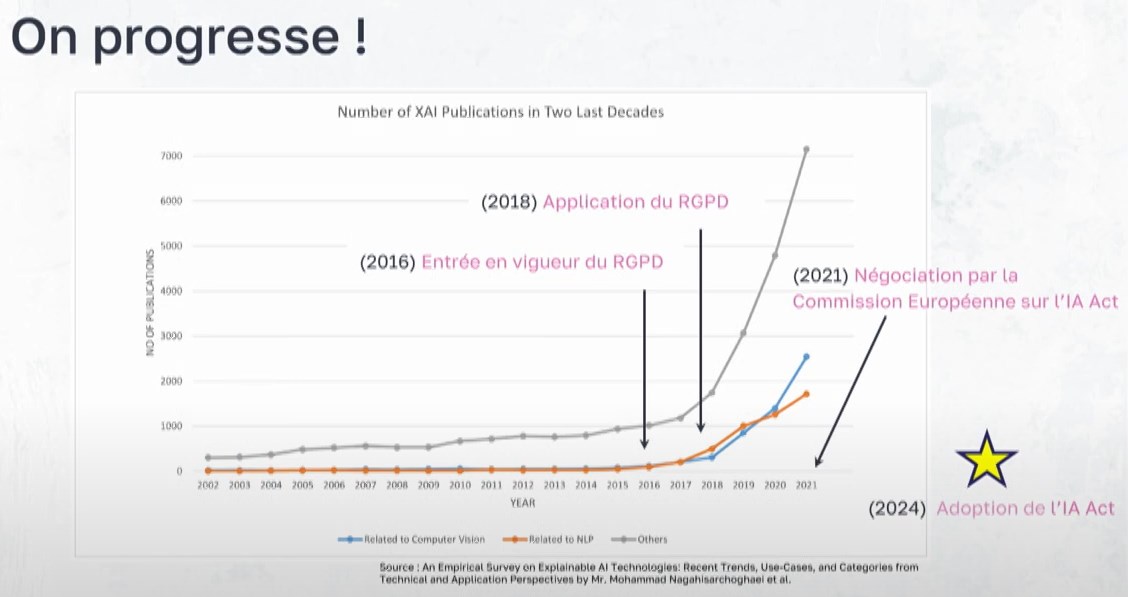 On progresse !
Number of XAI Publications in Two Last Decades
7000
6000
5000
4000
3000
2000
1000
0
NO OF PUBLICATIONS
(2018) Application du RGPD
(2016) Entrée en vigueur du RGPD
(2021) Négociation par la
Commission Européenne sur l'IA Act
2002 2003 2004 2005 2006 2007 2008 2009 2010 2011 2012 2013 2014 2015 2016 2017 2018 2019 2020 2021
YEAR
(2024) Adoption de l'IA Act
Related to Computer Vision Related to NLP Others
Source : An Empirical Survey on Explainable AI Technologies: Recent Trends, Use-Cases, and Categories from
Technical and Application Perspectives by Mr. Mohammad Nagahisarchoghaei et al.